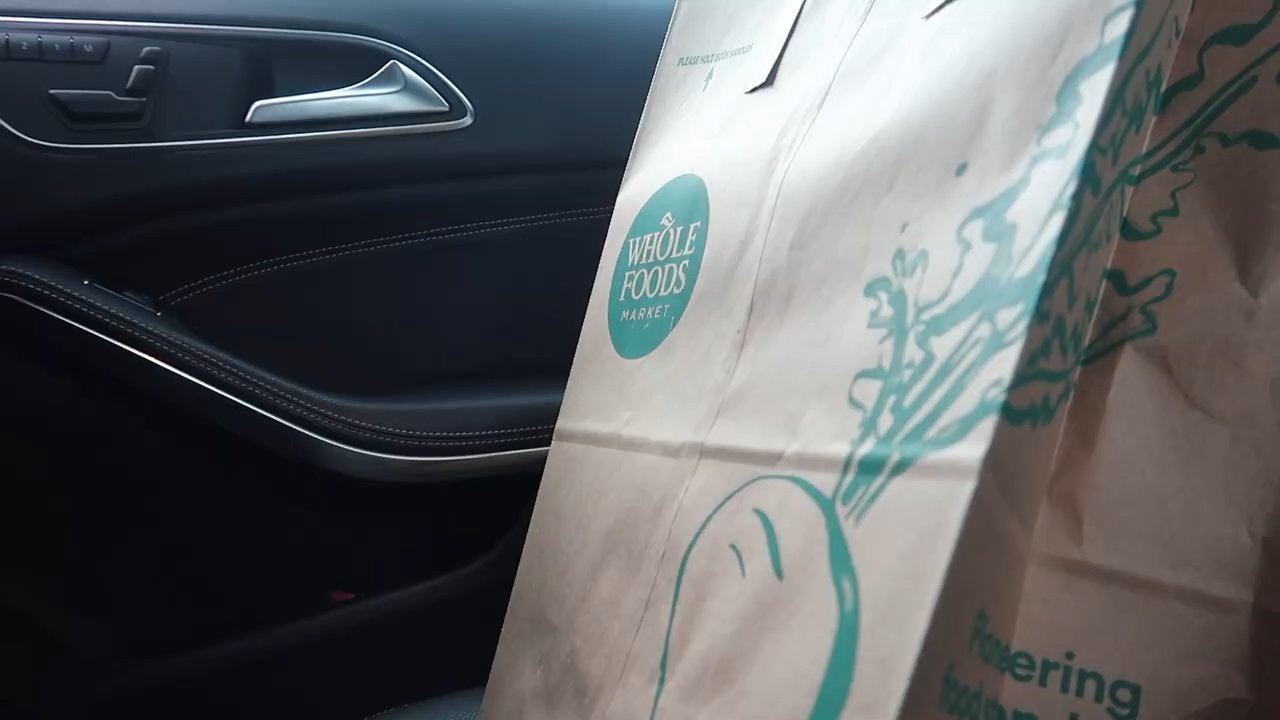 PLEASE HOLD BOTH HANDLES
WHOLE
FOODS
MARKET
Pioneering